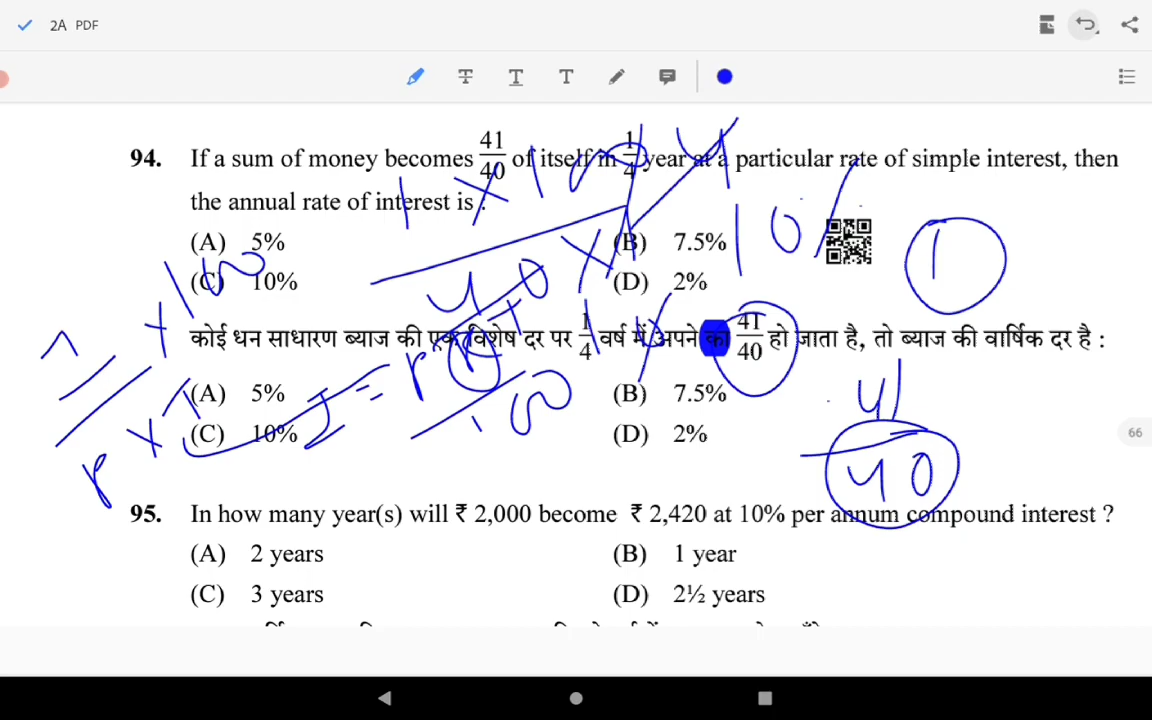 2A PDF
94. If a sum of money becomes 41/40 of itself in 1/4 year at a particular rate of simple interest, then
the annual rate of interest is :
(A) 5% (B) 7.5%
(C) 10% (D) 2%
कोई धन साधारण ब्याज की एक विशेष दर पर 1/4 वर्ष में अपने का 41/40 हो जाता है, तो ब्याज की वार्षिक दर है :
(A) 5% (B) 7.5%
(C) 10% (D) 2%
10%
1
41
40
66
95. In how many year(s) will ₹ 2,000 become ₹ 2,420 at 10% per annum compound interest ?
(A) 2 years (B) 1 year
(C) 3 years (D) 2½ years